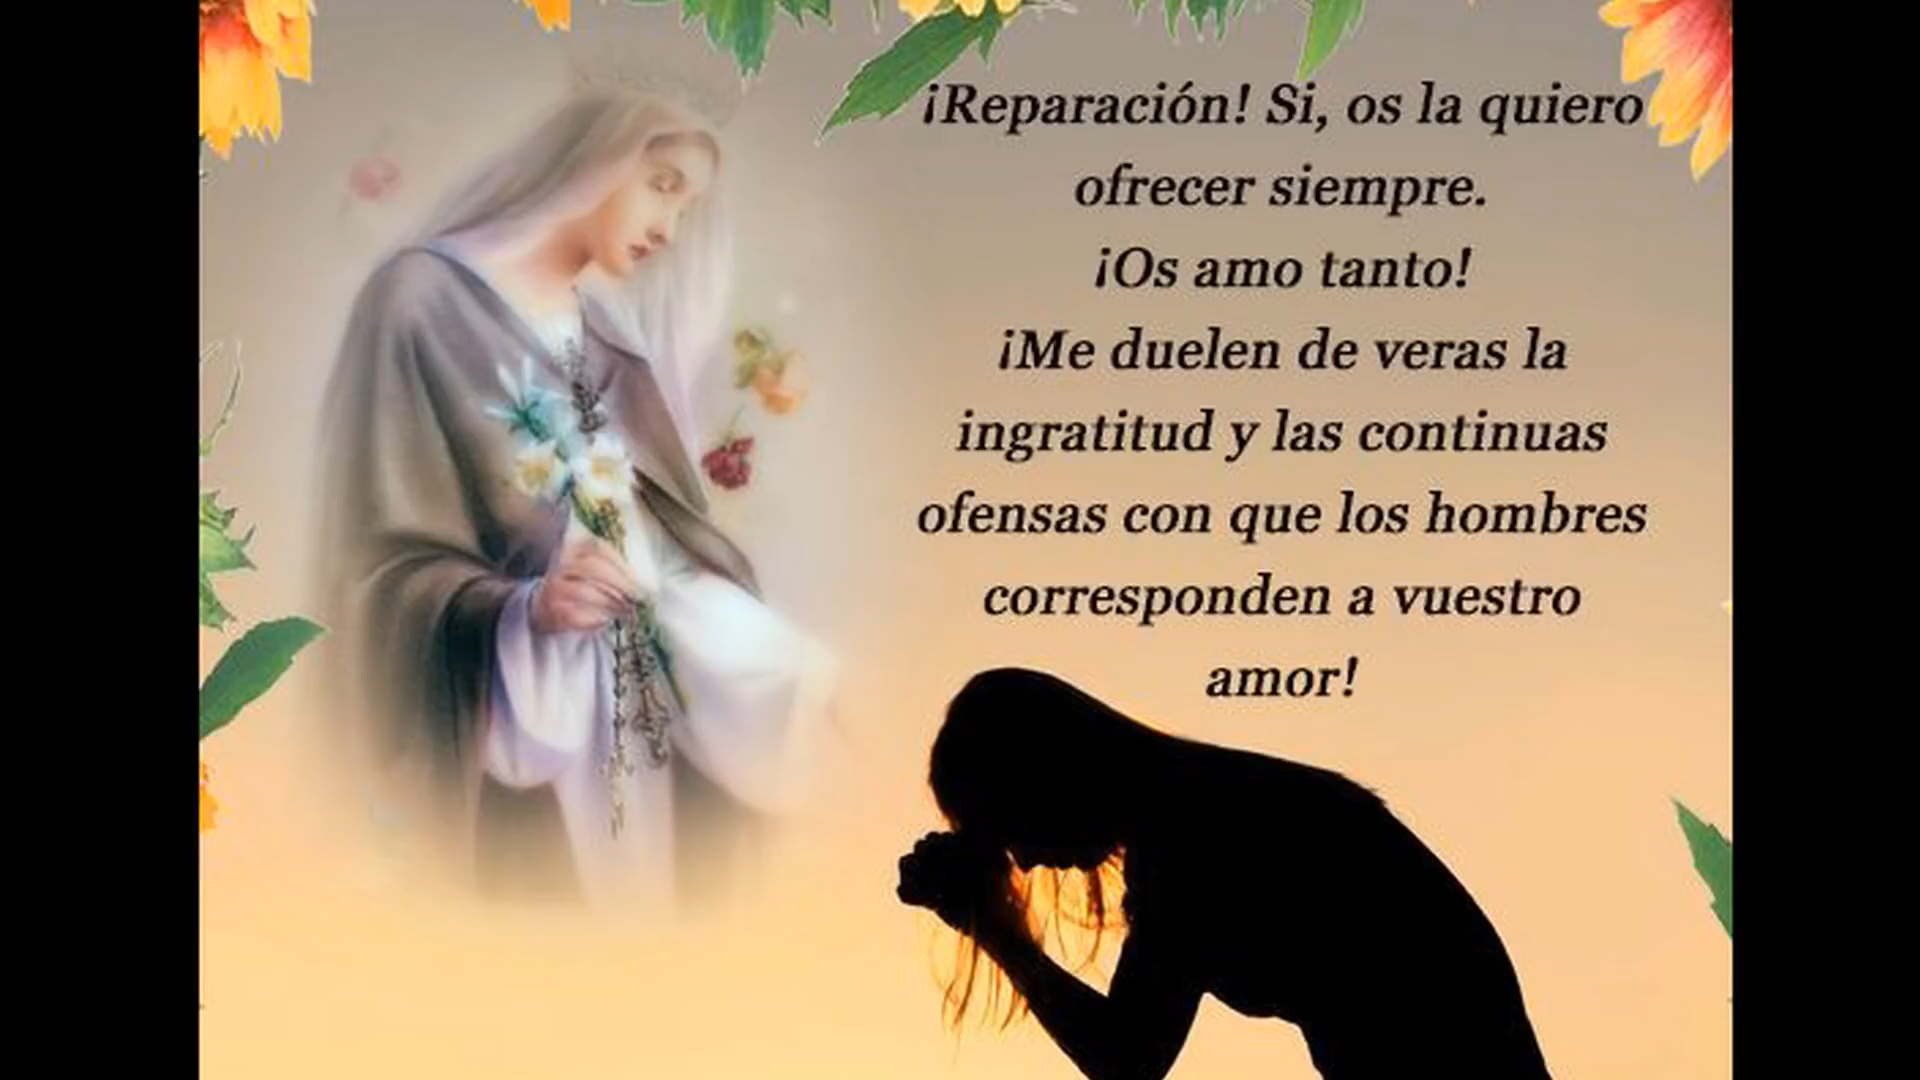 ¡Reparación! Si, os la quiero
ofrecer siempre.
¡Os amo tanto!
¡Me duelen de veras la
ingratitud y las continuas
ofensas con que los hombres
corresponden a vuestro
amor!